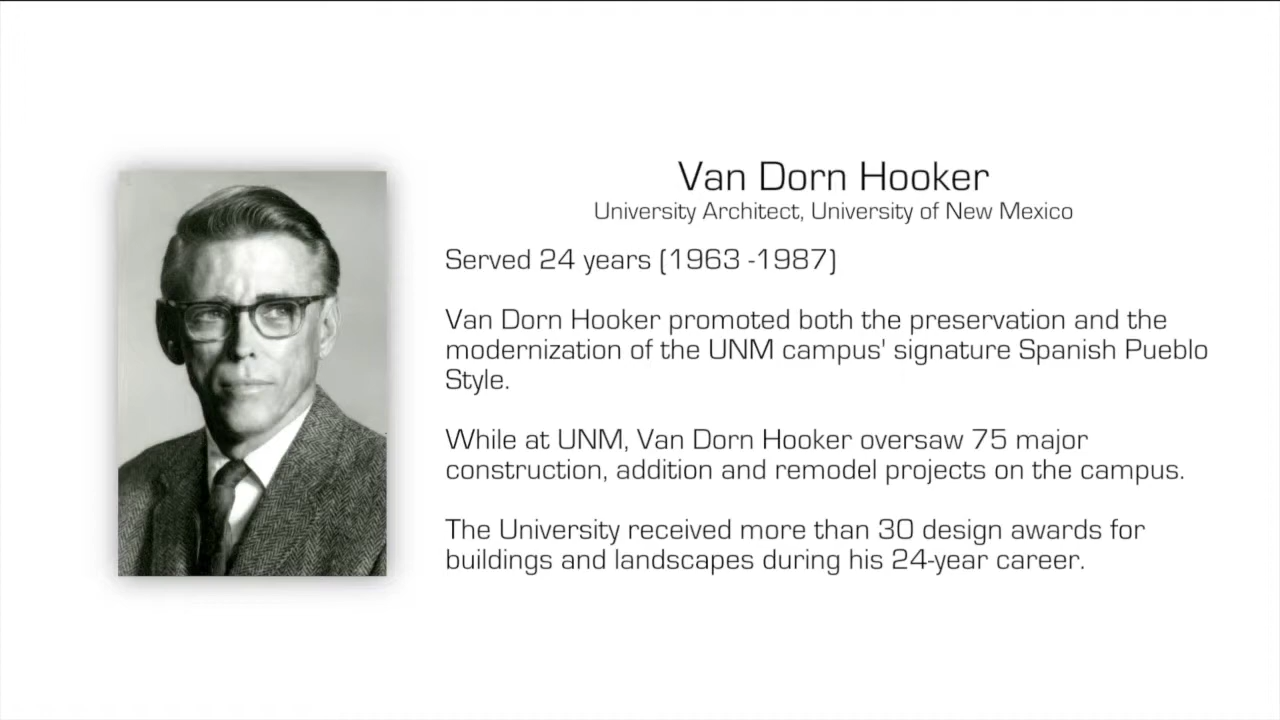 Van Dorn Hooker
University Architect, University of New Mexico
Served 24 years (1963 -1987)
Van Dorn Hooker promoted both the preservation and the
modernization of the UNM campus' signature Spanish Pueblo
Style.
While at UNM, Van Dorn Hooker oversaw 75 major
construction, addition and remodel projects on the campus.
The University received more than 30 design awards for
buildings and landscapes during his 24-year career.